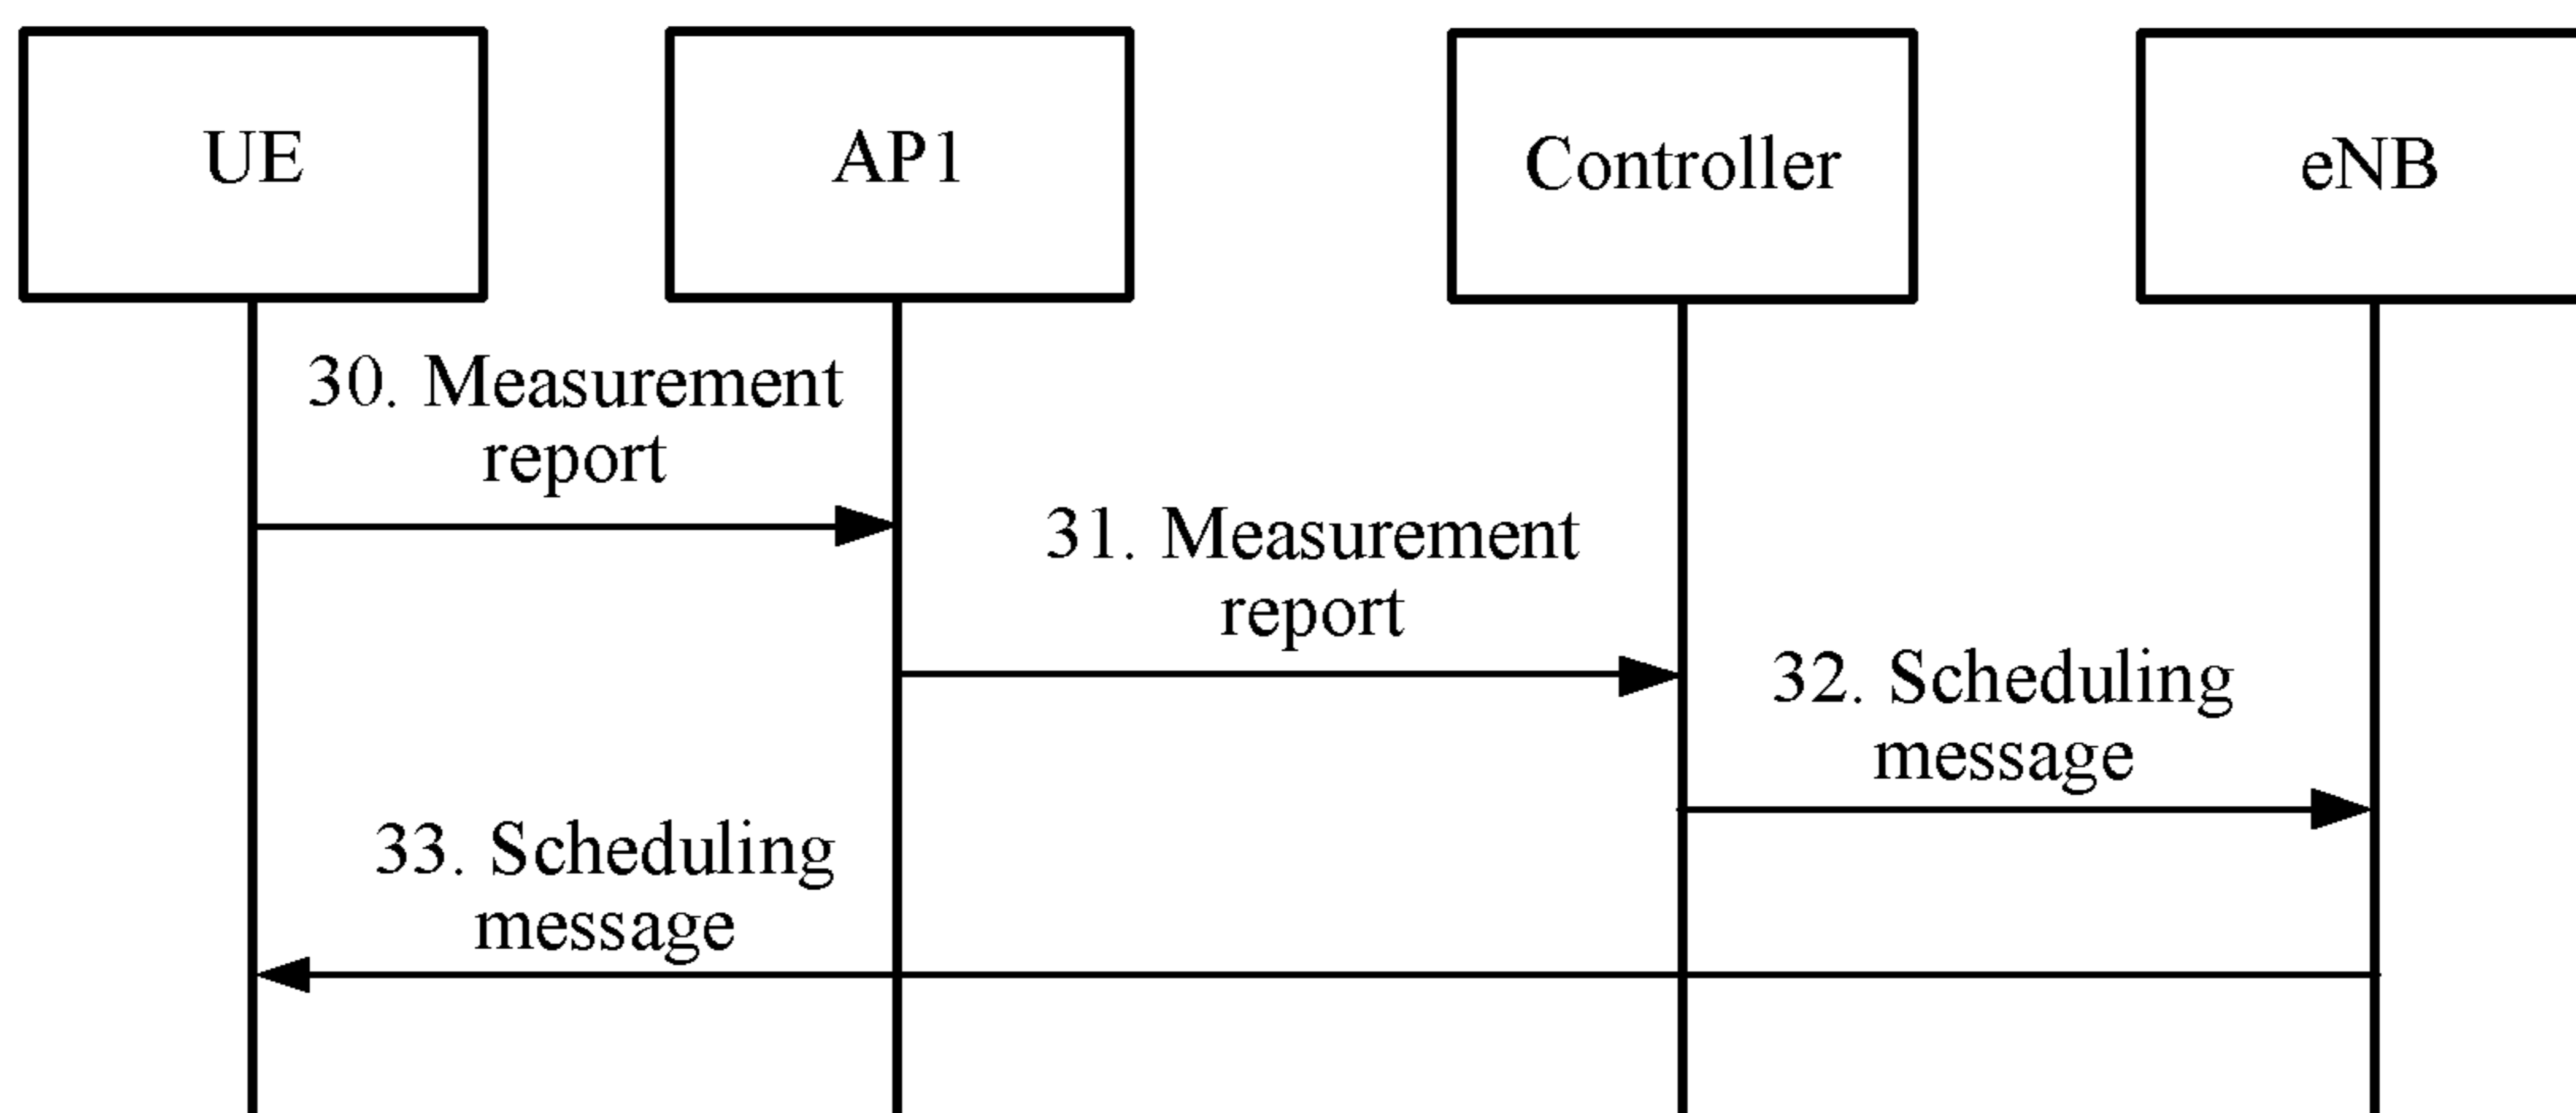 UE
AP1
Controller
eNB
30. Measurement
report
31. Measurement
report
32. Scheduling
message
33. Scheduling
message